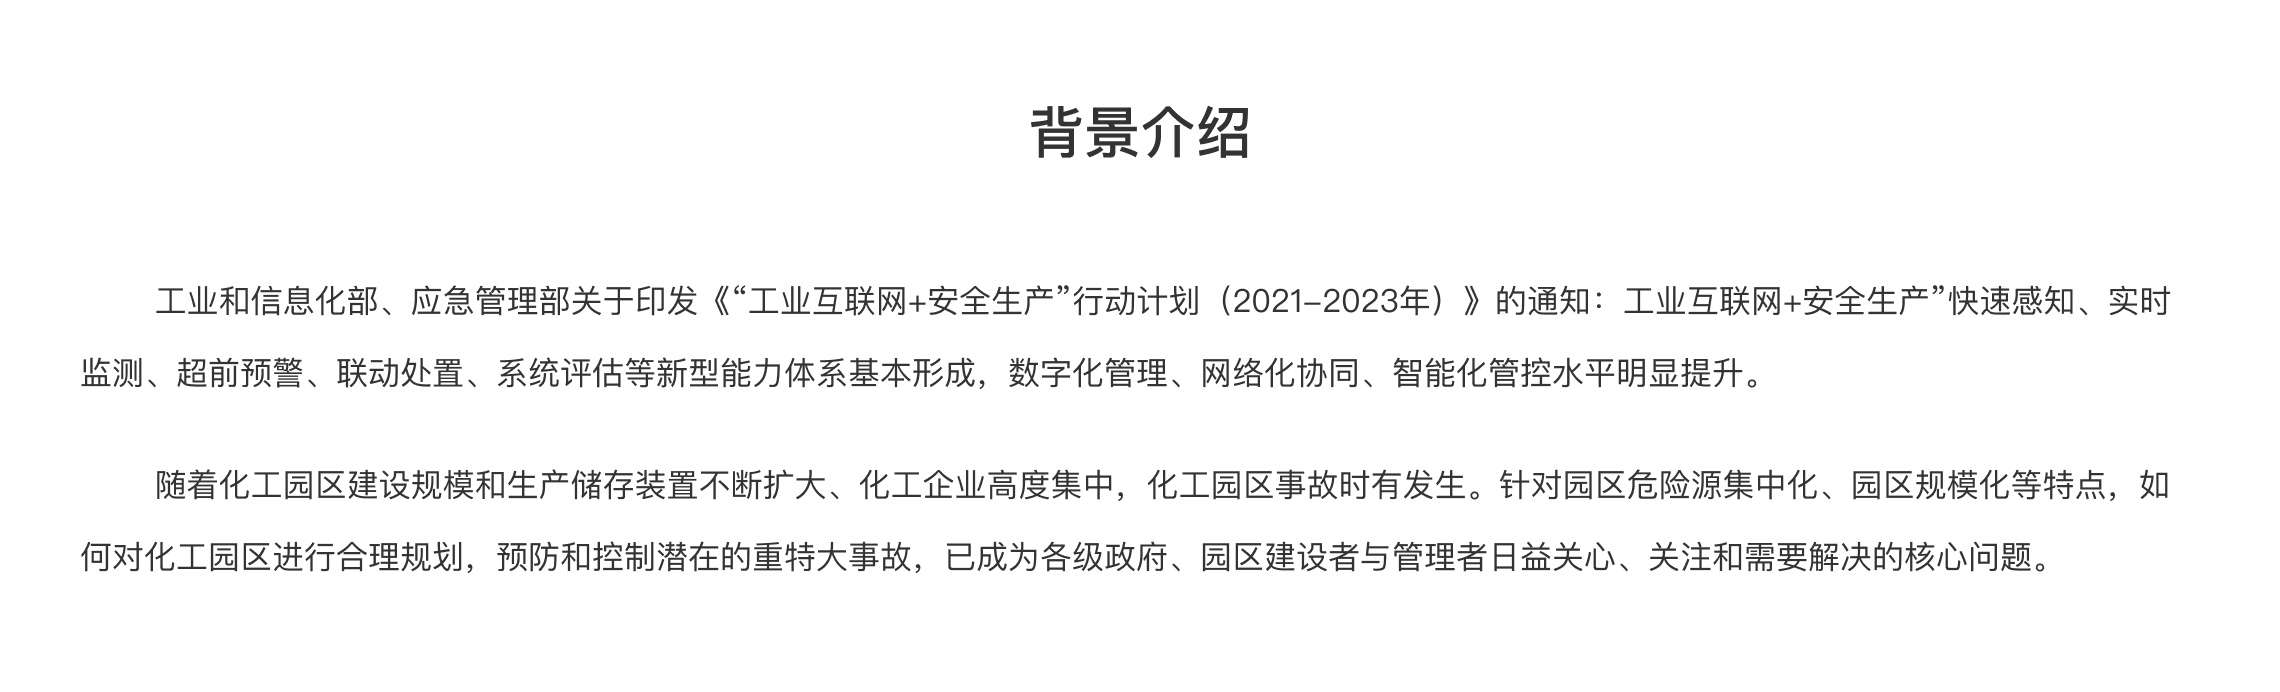 背景介绍
工业和信息化部、应急管理部关于印发《“工业互联网+安全生产”行动计划（2021-2023年）》的通知：工业互联网+安全生产”快速感知、实时
监测、超前预警、联动处置、系统评估等新型能力体系基本形成，数字化管理、网络化协同、智能化管控水平明显提升。
随着化工园区建设规模和生产储存装置不断扩大、化工企业高度集中，化工园区事故时有发生。针对园区危险源集中化、园区规模化等特点，如
何对化工园区进行合理规划，预防和控制潜在的重特大事故，已成为各级政府、园区建设者与管理者日益关心、关注和需要解决的核心问题。